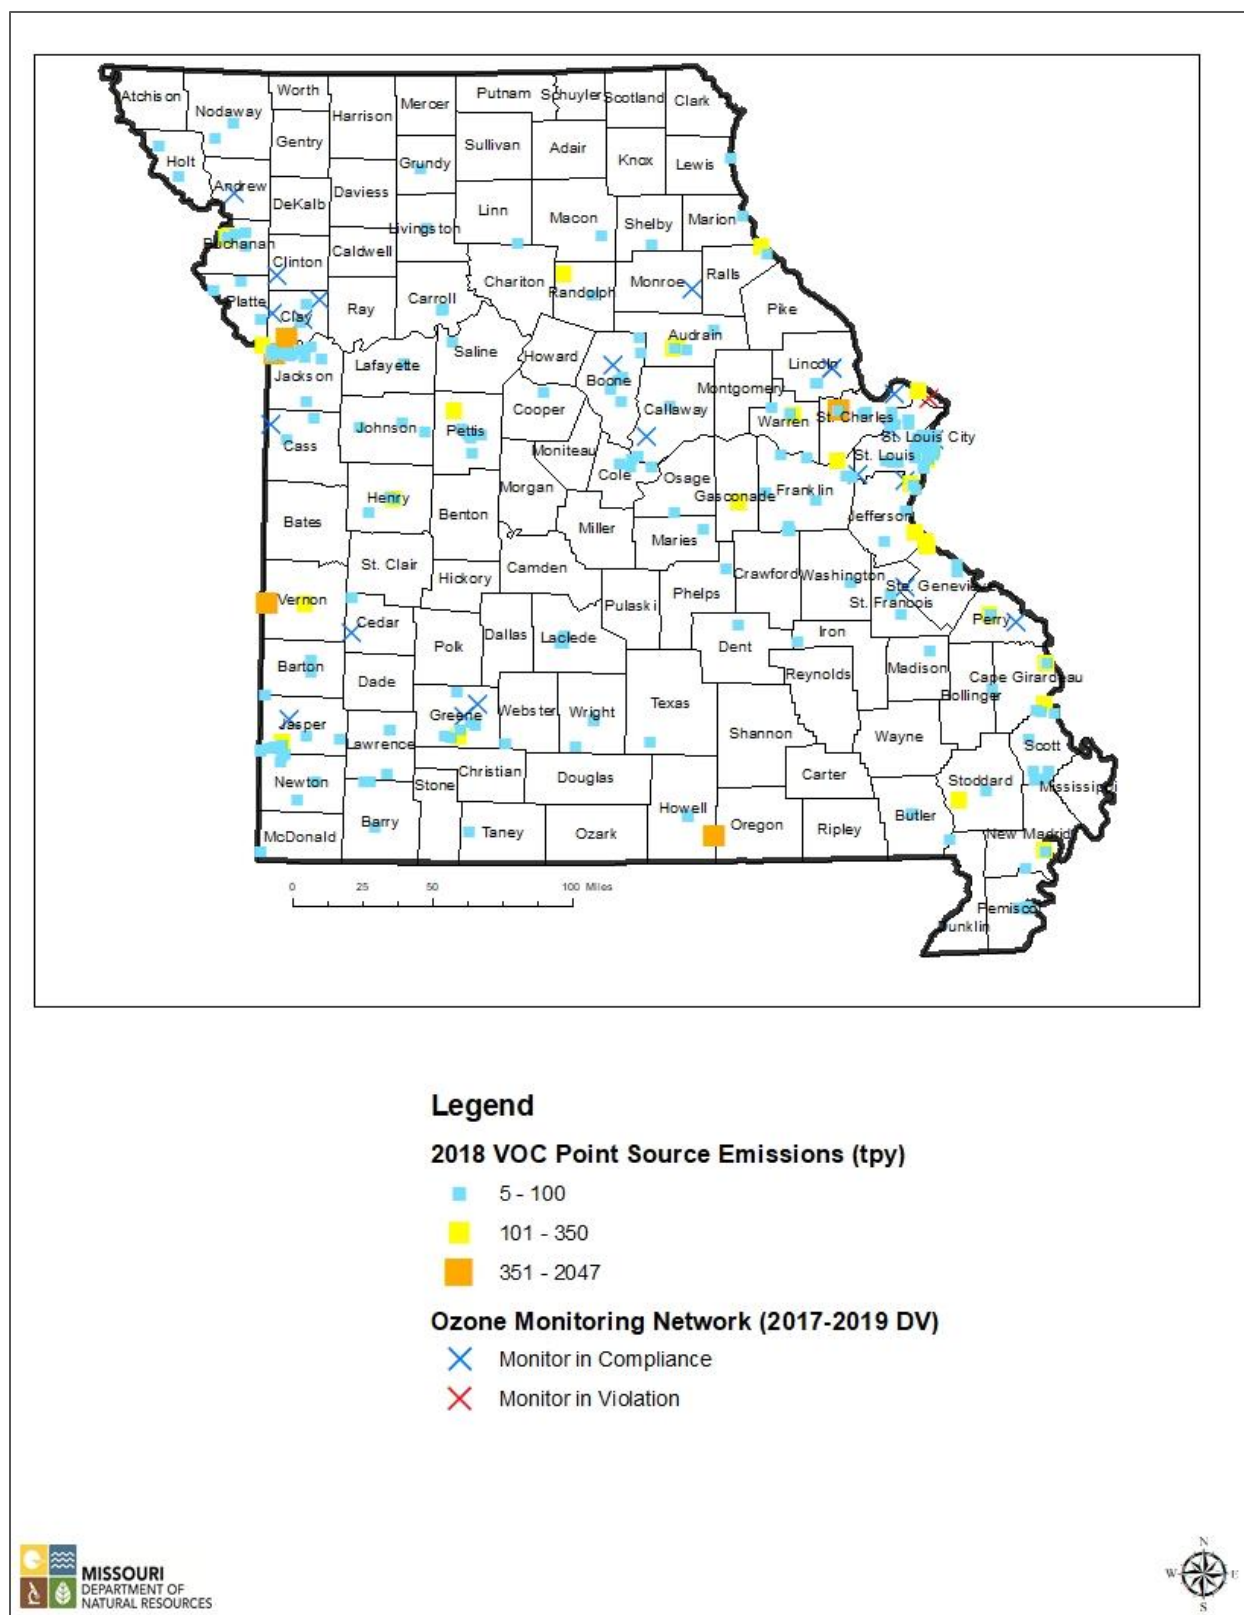 Atchison
Nodaway
Worth
Harrison
Mercer
Putnam
Schuyler
Scotland
Clark
Holt
Gentry
Grundy
Sullivan
Adair
Knox
Lewis
Andrew
DeKalb
Daviess
Livingston
Linn
Macon
Shelby
Marion
Buchanan
Clinton
Caldwell
Chariton
Randolph
Monroe
Ralls
Platte
Clay
Ray
Carroll
Pike
Jackson
Lafayette
Saline
Howard
Boone
Audrain
Lincoln
Montgomery
Cass
Johnson
Pettis
Cooper
Callaway
Warren
St. Charles
St. Louis City
St. Louis
Moniteau
Cole
Osage
Gasconade
Franklin
Jefferson
Bates
Henry
Benton
Morgan
Miller
Maries
Vernon
St. Clair
Hickory
Camden
Pulaski
Phelps
Crawford
Washington
Ste. Genevieve
St. Francois
Perry
Cedar
Barton
Dade
Polk
Dallas
Laclede
Dent
Iron
Reynolds
Madison
Bollinger
Cape Girardeau
Jasper
Lawrence
Greene
Webster
Wright
Texas
Shannon
Wayne
Scott
Newton
Stone
Christian
Douglas
Howell
Carter
Stoddard
Mississippi
McDonald
Barry
Taney
Ozark
Oregon
Ripley
Butler
New Madrid
Pemiscot
Dunklin
0 25 50 100 Miles
Legend
2018 VOC Point Source Emissions (tpy)
5 - 100
101 - 350
351 - 2047
Ozone Monitoring Network (2017-2019 DV)
Monitor in Compliance
Monitor in Violation
MISSOURI
DEPARTMENT OF
NATURAL RESOURCES
N
W
E
S